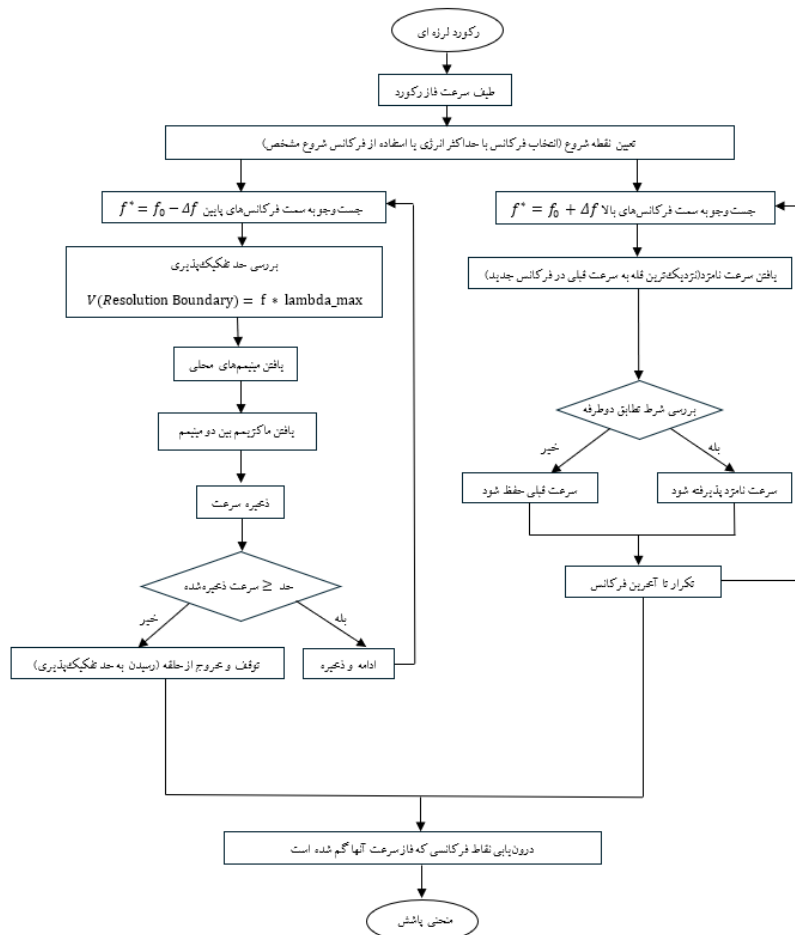 رکورد لرزه ای
طیف سرعت فاز رکورد
تعیین نقطه شروع (انتخاب فرکانس با حداکثر انرژی یا استفاده از فرکانس شروع مشخص)
جست‌وجو به سمت فرکانس‌های بالا f* = f₀ + Δf
یافتن سرعت نامزد(نزدیک‌ترین قله به سرعت قبلی در فرکانس جدید)
بررسی شرط تطابق دوطرفه
بله
خیر
سرعت نامزد پذیرفته شود
سرعت قبلی حفظ شود
تکرار تا آخرین فرکانس
جست‌وجو به سمت فرکانس‌های پایین f* = f₀ − Δf
بررسی حد تفکیک‌پذیری
V(Resolution Boundary) = f * lambda_max
یافتن مینیمم‌های محلی
یافتن ماکزیمم بین دو مینیمم
ذخیره سرعت
حد ≥ سرعت ذخیره‌شده
بله
خیر
ادامه و ذخیره
توقف و خروج از حلقه (رسیدن به حد تفکیک‌پذیری)
درون‌یابی نقاط فرکانسی که فاز سرعت آنها گم شده است
منحنی پاشش